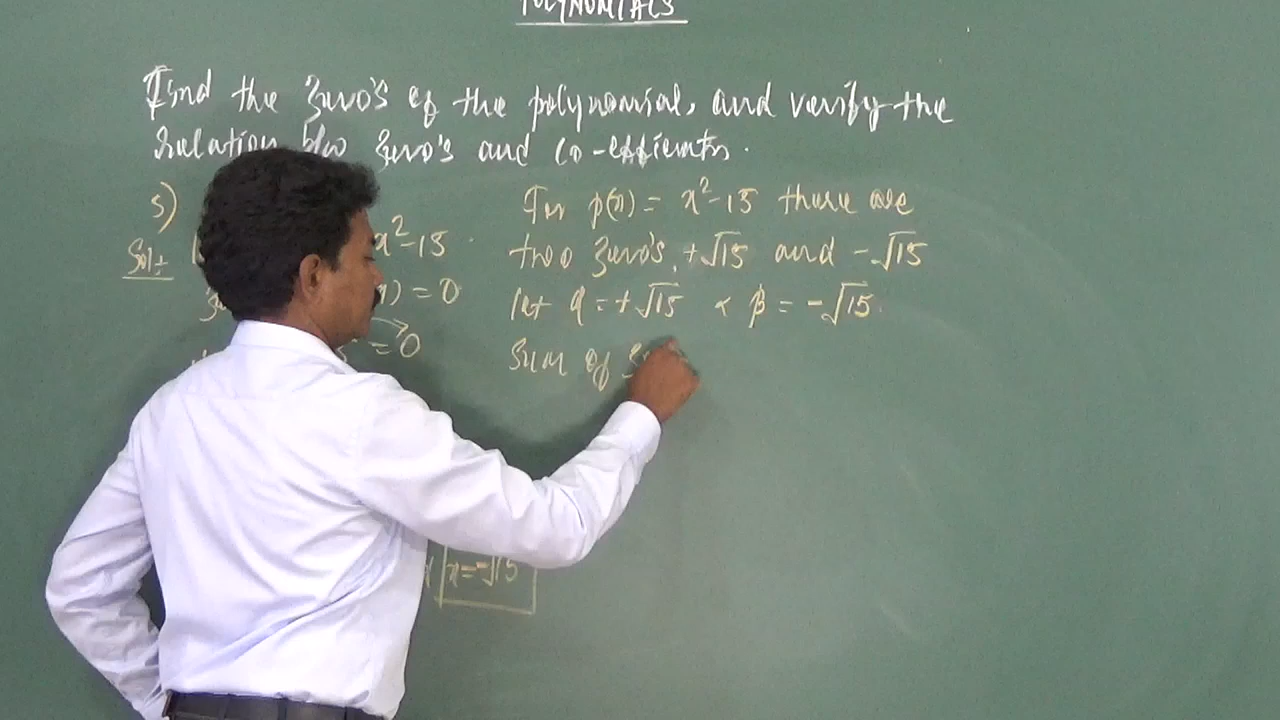 POLYNOMIALS
Find the zero's of the polynomial, and verify the
relation b/w zero's and co-efficients.
5)
Sol:
x²-15
) = 0
= 0
x = -√15
For p(x) = x²-15 there are
two zero's, +√15 and -√15
let α = +√15 & β = -√15.
Sum of